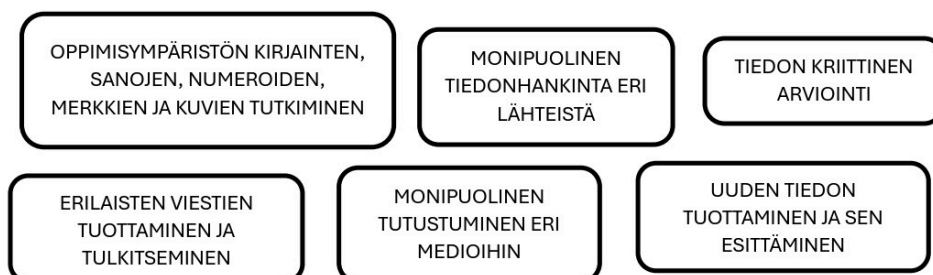 OPPIMISYMPÄRISTÖN KIRJAINTEN,
SANOJEN, NUMEROIDEN,
MERKKIEN JA KUVIEN TUTKIMINEN
MONIPUOLINEN
TIEDONHANKINTA ERI
LÄHTEISTÄ
TIEDON KRIITTINEN
ARVIOINTI
ERILAISTEN VIESTIEN
TUOTTAMINEN JA
TULKITSEMINEN
MONIPUOLINEN
TUTUSTUMINEN ERI
MEDIOIHIN
UUDEN TIEDON
TUOTTAMINEN JA SEN
ESITTÄMINEN